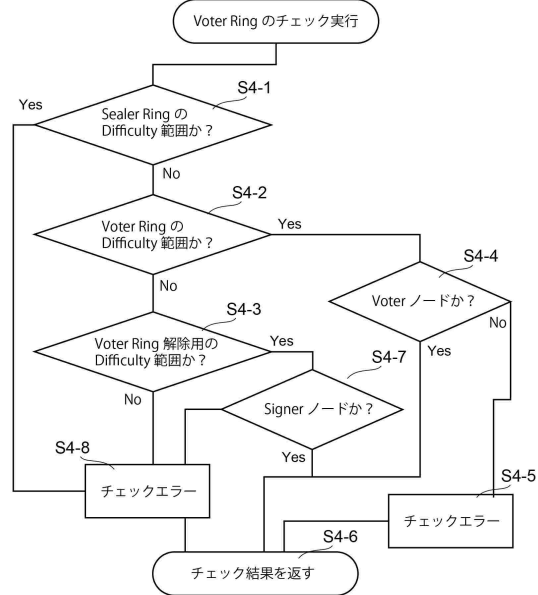 Voter Ring のチェック実行
S4-1
Yes
Sealer Ring の
Difficulty 範囲か？
No
S4-2
Voter Ring の
Difficulty 範囲か？
Yes
No
S4-4
Voter ノードか？
No
Yes
S4-3
Voter Ring 解除用の
Difficulty 範囲か？
Yes
No
S4-7
Signer ノードか？
Yes
S4-8
チェックエラー
S4-5
チェックエラー
S4-6
チェック結果を返す